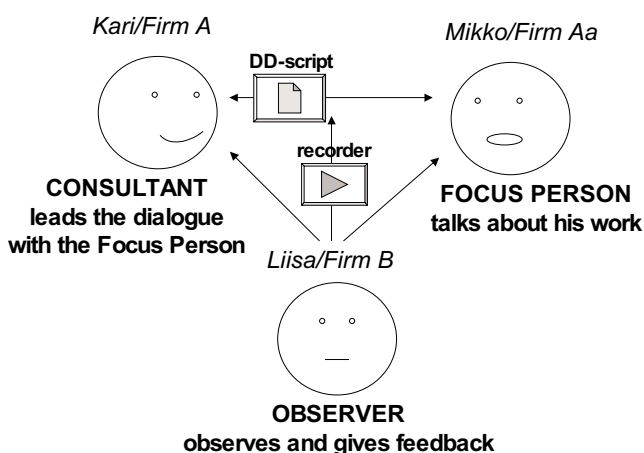 Kari/Firm A
Mikko/Firm Aa
DD-script
recorder
CONSULTANT
leads the dialogue
with the Focus Person
FOCUS PERSON
talks about his work
Liisa/Firm B
OBSERVER
observes and gives feedback